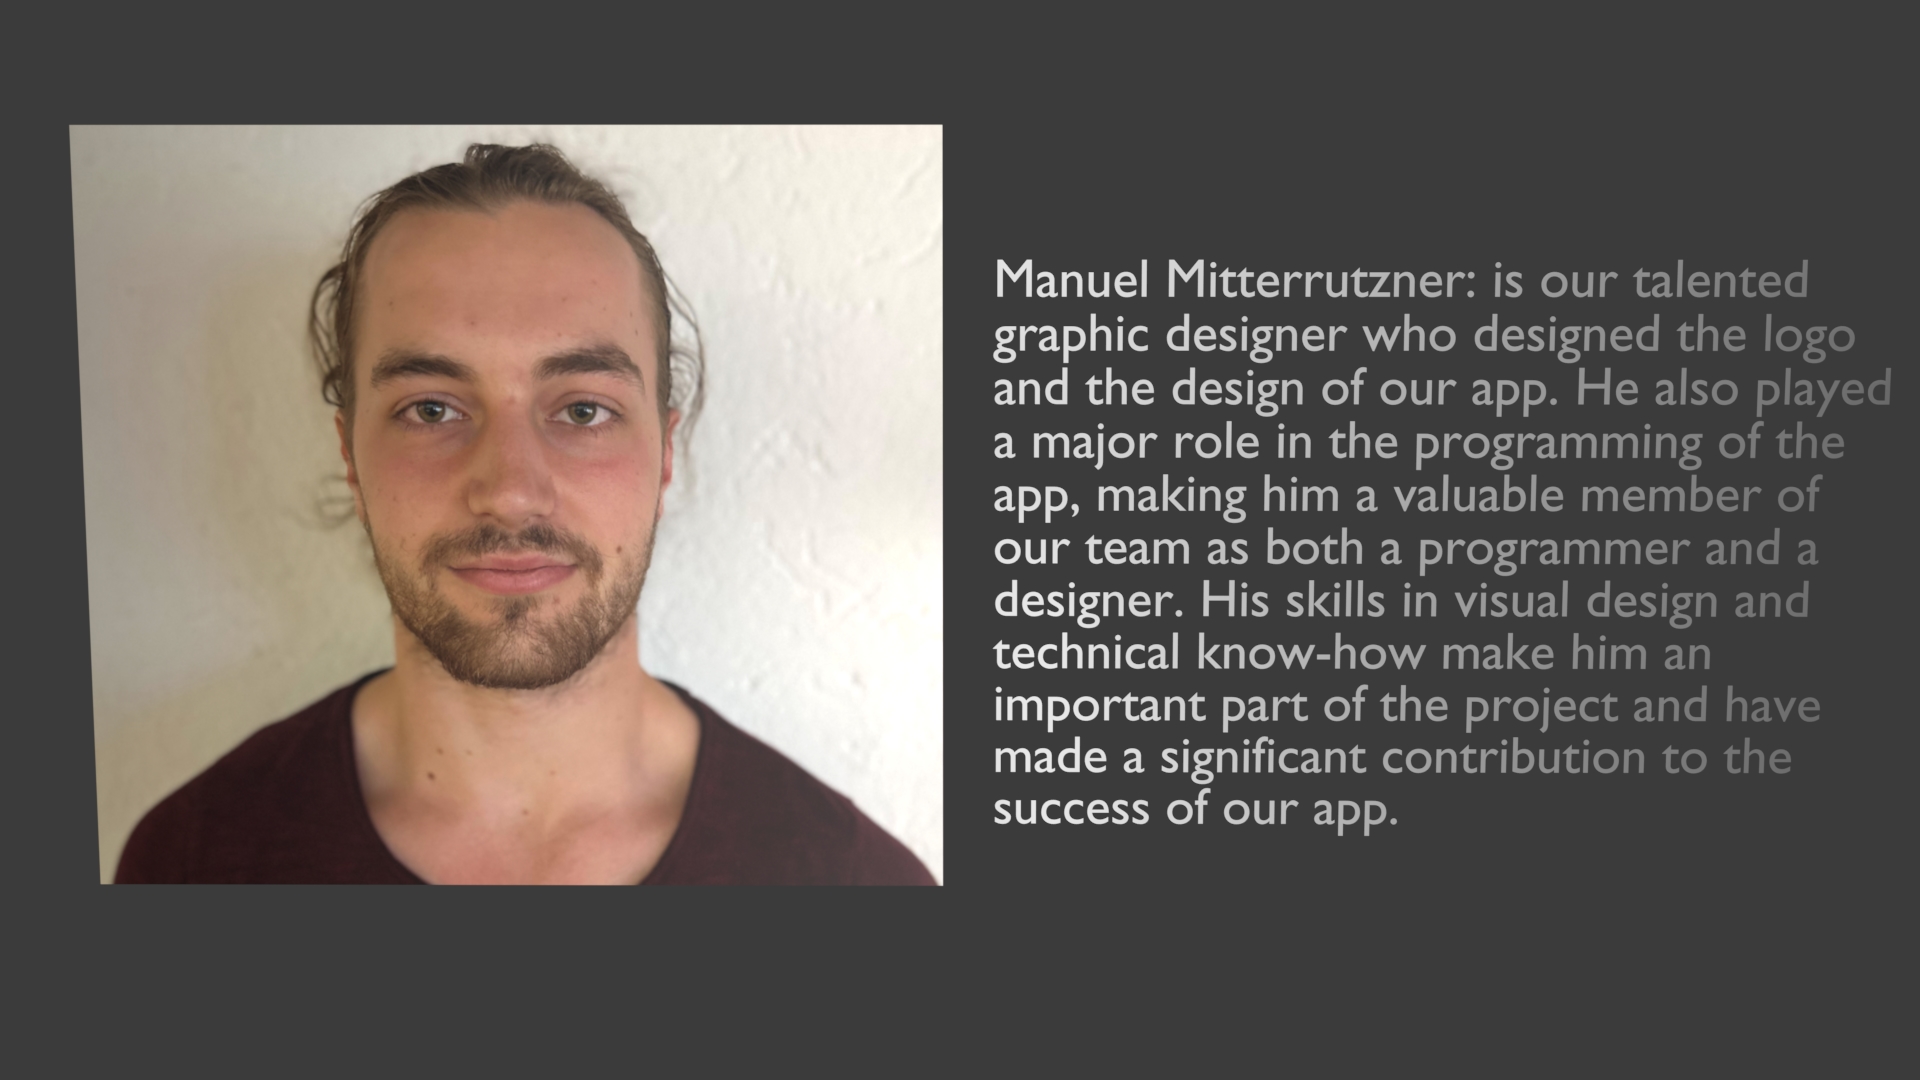 Manuel Mitterrutzner: is our talented
graphic designer who designed the logo
and the design of our app. He also played
a major role in the programming of the
app, making him a valuable member of
our team as both a programmer and a
designer. His skills in visual design and
technical know-how make him an
important part of the project and have
made a significant contribution to the
success of our app.